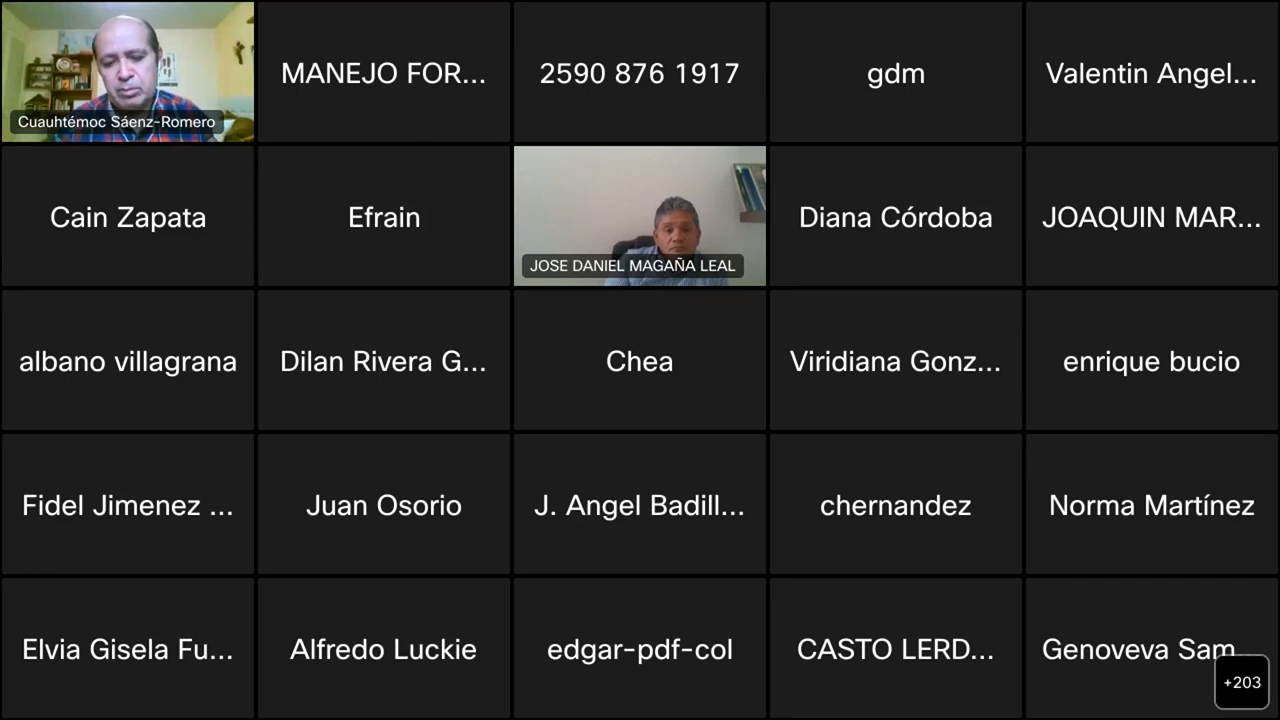 Cuauhtémoc Sáenz-Romero
MANEJO FOR...
2590 876 1917
gdm
Valentin Angel...
Cain Zapata
Efrain
JOSE DANIEL MAGAÑA LEAL
Diana Córdoba
JOAQUIN MAR...
albano villagrana
Dilan Rivera G...
Chea
Viridiana Gonz...
enrique bucio
Fidel Jimenez ...
Juan Osorio
J. Angel Badill...
chernandez
Norma Martínez
Elvia Gisela Fu...
Alfredo Luckie
edgar-pdf-col
CASTO LERD...
Genoveva Sam...
+203